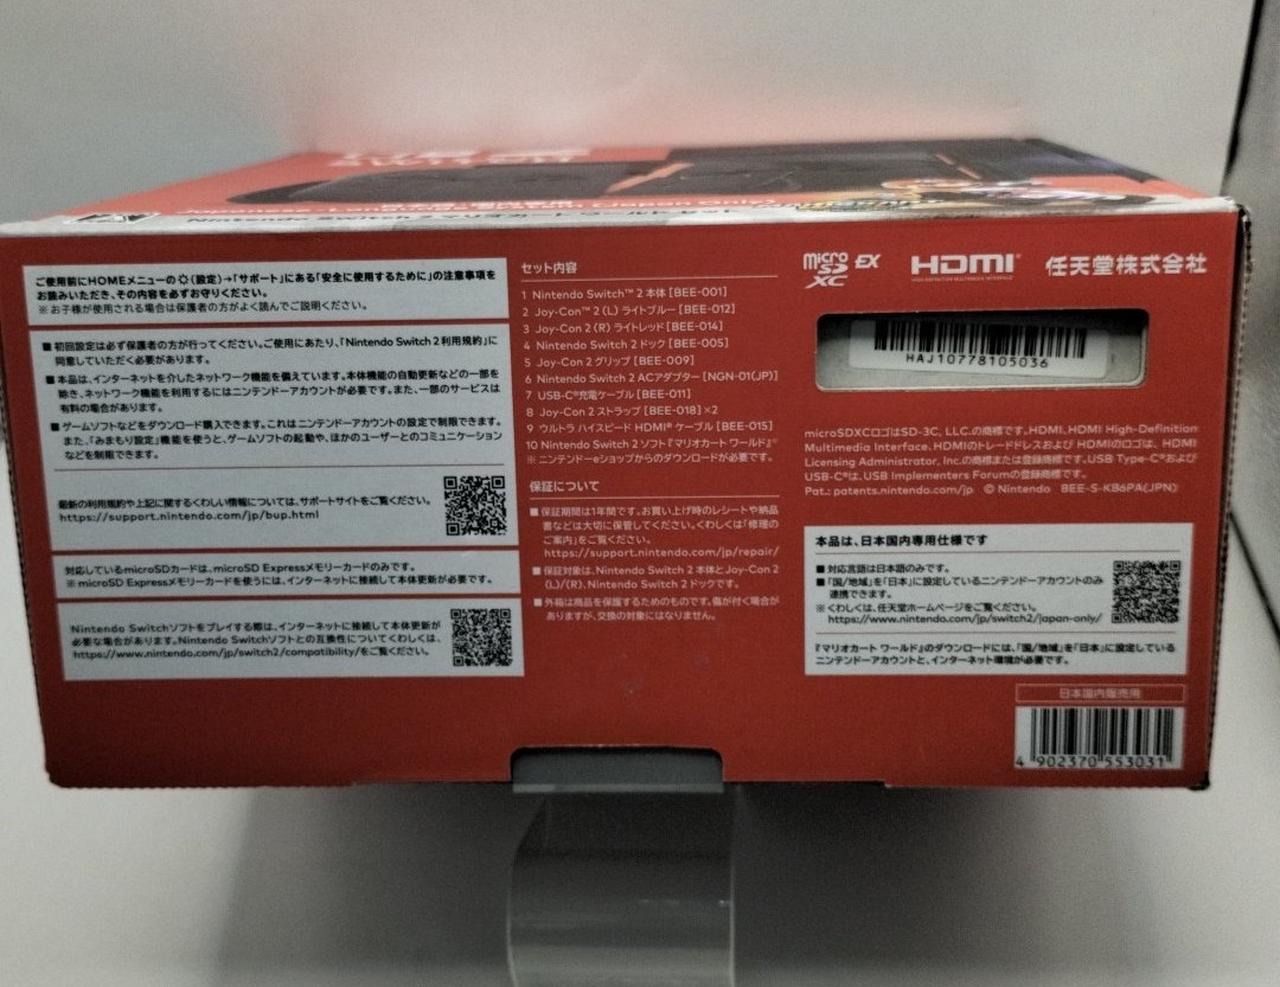 Japanese
(Japan Only)
Nintendo Switch 2 マリオカート ワールド セット
ご使用前にHOMEメニューの(設定)→「サポート」にある「安全に使用するために」の注意事項を
お読みいただき、その内容を必ずお守りください。
※お子様が使用される場合は保護者の方がよく読んでご説明ください。
■ 初回設定は必ず保護者の方が行ってください。ご使用にあたり、「Nintendo Switch 2 利用規約」に
同意していただく必要があります。
■ 本品は、インターネットを介したネットワーク機能を備えています。本体機能の自動更新などの一部を
除き、ネットワーク機能を利用するにはニンテンドーアカウントが必要です。また、一部のサービスは
有料の場合があります。
■ ゲームソフトなどをダウンロード購入できます。これはニンテンドーアカウントの設定で制限できます。
また、「みまもり設定」機能を使うと、ゲームソフトの起動や、ほかのユーザーとのコミュニケーション
などを制限できます。
最新の利用規約や上記に関するくわしい情報については、サポートサイトをご覧ください。
https://support.nintendo.com/jp/bup.html
対応しているmicroSDカードは、microSD Expressメモリーカードのみです。
※ microSD Expressメモリーカードを使うには、インターネットに接続して本体更新が必要です。
Nintendo Switchソフトをプレイする際は、インターネットに接続して本体更新が
必要な場合があります。Nintendo Switchソフトとの互換性についてくわしくは、
https://www.nintendo.com/jp/switch2/compatibility/をご覧ください。
セット内容
1 Nintendo Switch™ 2 本体 [BEE-001]
2 Joy-Con™ 2 (L) ライトブルー [BEE-012]
3 Joy-Con 2 (R) ライトレッド [BEE-014]
4 Nintendo Switch 2 ドック [BEE-005]
5 Joy-Con 2 グリップ [BEE-009]
6 Nintendo Switch 2 ACアダプター [NGN-01(JP)]
7 USB-C®充電ケーブル [BEE-011]
8 Joy-Con 2 ストラップ [BEE-018]×2
9 ウルトラ ハイスピード HDMI® ケーブル [BEE-015]
10 Nintendo Switch 2 ソフト『マリオカート ワールド』※
※ ニンテンドーeショップからのダウンロードが必要です。
保証について
■ 保証期間は1年間です。お買い上げ時のレシートや納品
書などは大切に保管してください。くわしくは「修理の
ご案内」をご覧ください。
https://support.nintendo.com/jp/repair/
■ 保証対象は、Nintendo Switch 2 本体とJoy-Con 2
(L)/(R)、Nintendo Switch 2 ドックです。
■ 外箱は商品を保護するためのものです。傷が付く場合が
ありますが、交換の対象にはなりません。
micro SD XC EX HDMI 任天堂株式会社
HIGH-DEFINITION MULTIMEDIA INTERFACE
HAJ10778105036
microSDXCロゴはSD-3C, LLC.の商標です。HDMI、HDMI High-Definition
Multimedia Interface、HDMIのトレードドレスおよび HDMIのロゴは、HDMI
Licensing Administrator, Inc.の商標または登録商標です。USB Type-C®および
USB-C®は、USB Implementers Forumの登録商標です。
Pat.: patents.nintendo.com/jp © Nintendo BEE-S-KB6PA(JPN)
本品は、日本国内専用仕様です
■ 対応言語は日本語のみです。
■ 「国/地域」を「日本」に設定しているニンテンドーアカウントのみ
連携できます。
※ くわしくは、任天堂ホームページをご覧ください。
https://www.nintendo.com/jp/switch2/japan-only/
『マリオカート ワールド』のダウンロードには、「国/地域」を「日本」に設定している
ニンテンドーアカウントと、インターネット環境が必要です。
日本国内販売用
4 902370 553031